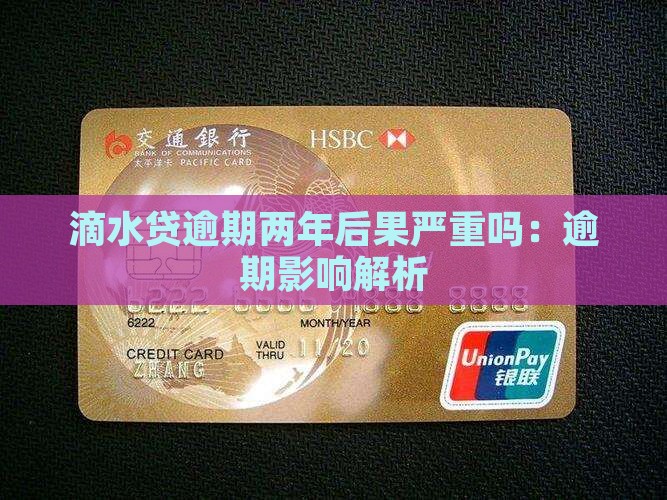 交通銀行
BANK OF COMMUNICATIONS
太平洋卡 PACIFIC CARD
HSBC
滴水贷逾期两年后果严重吗：逾
期影响解析
6222
MONTH/YEAR
CREDIT CARD
VALID
THRU
11/20
ZHANG
UnionPay
银联